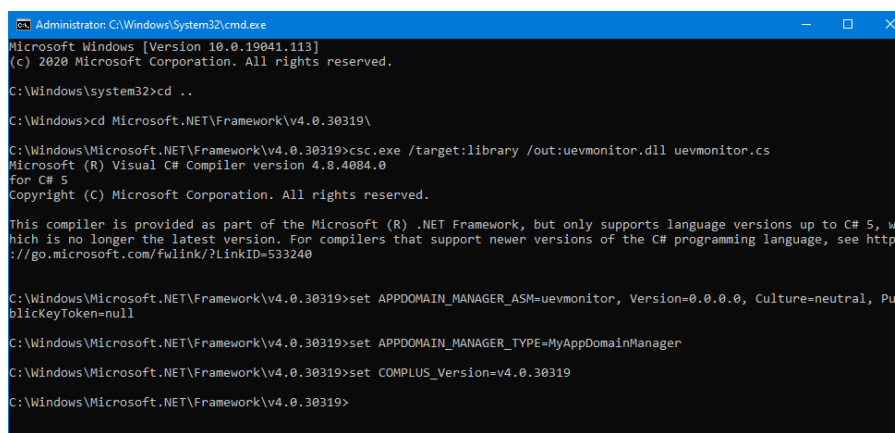 Administrator: C:\Windows\System32\cmd.exe
Microsoft Windows [Version 10.0.19041.113]
(c) 2020 Microsoft Corporation. All rights reserved.
C:\Windows\system32>cd ..
C:\Windows>cd Microsoft.NET\Framework\v4.0.30319\
C:\Windows\Microsoft.NET\Framework\v4.0.30319>csc.exe /target:library /out:uevmonitor.dll uevmonitor.cs
Microsoft (R) Visual C# Compiler version 4.8.4084.0
for C# 5
Copyright (C) Microsoft Corporation. All rights reserved.
This compiler is provided as part of the Microsoft (R) .NET Framework, but only supports language versions up to C# 5, w
hich is no longer the latest version. For compilers that support newer versions of the C# programming language, see http
://go.microsoft.com/fwlink/?LinkID=533240
C:\Windows\Microsoft.NET\Framework\v4.0.30319>set APPDOMAIN_MANAGER_ASM=uevmonitor, Version=0.0.0.0, Culture=neutral, Pu
blicKeyToken=null
C:\Windows\Microsoft.NET\Framework\v4.0.30319>set APPDOMAIN_MANAGER_TYPE=MyAppDomainManager
C:\Windows\Microsoft.NET\Framework\v4.0.30319>set COMPLUS_Version=v4.0.30319
C:\Windows\Microsoft.NET\Framework\v4.0.30319>